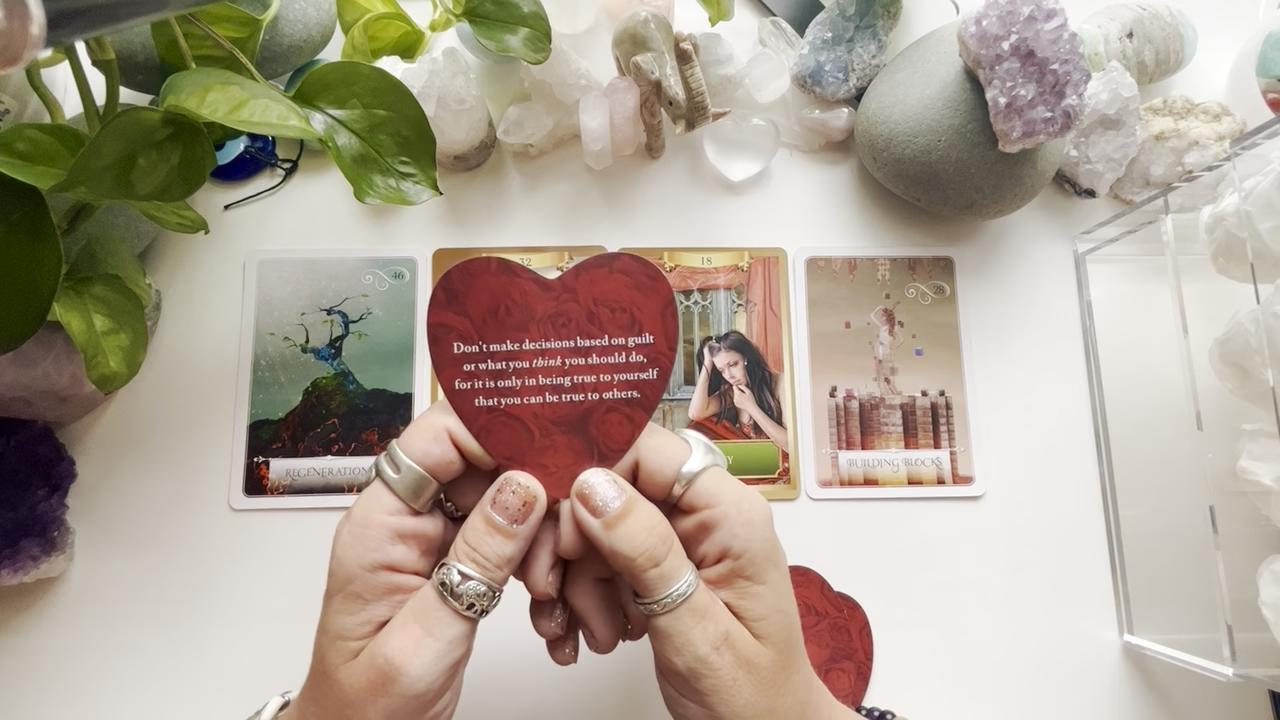 46
32
18
28
Don't make decisions based on guilt
or what you think you should do,
for it is only in being true to yourself
that you can be true to others.
REGENERATION
Y
BUILDING BLOCKS